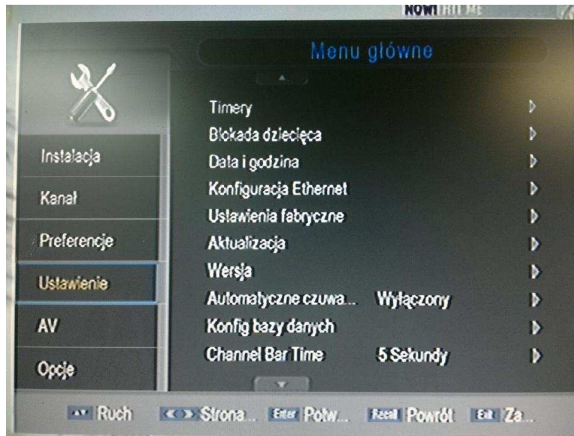 NOWI
Menu główne
Timery
Blokada dziecięca
Data i godzina
Konfiguracja Ethernet
Ustawienia fabryczne
Aktualizacja
Wersja
Automatyczne czuwa... Wyłączony
Konfig bazy danych
Channel Bar Time 5 Sekundy
Instalacja
Kanał
Preferencje
Ustawienie
AV
Opcje
Ruch Strona... Enter Potw... Recall Powrót Exit Za...